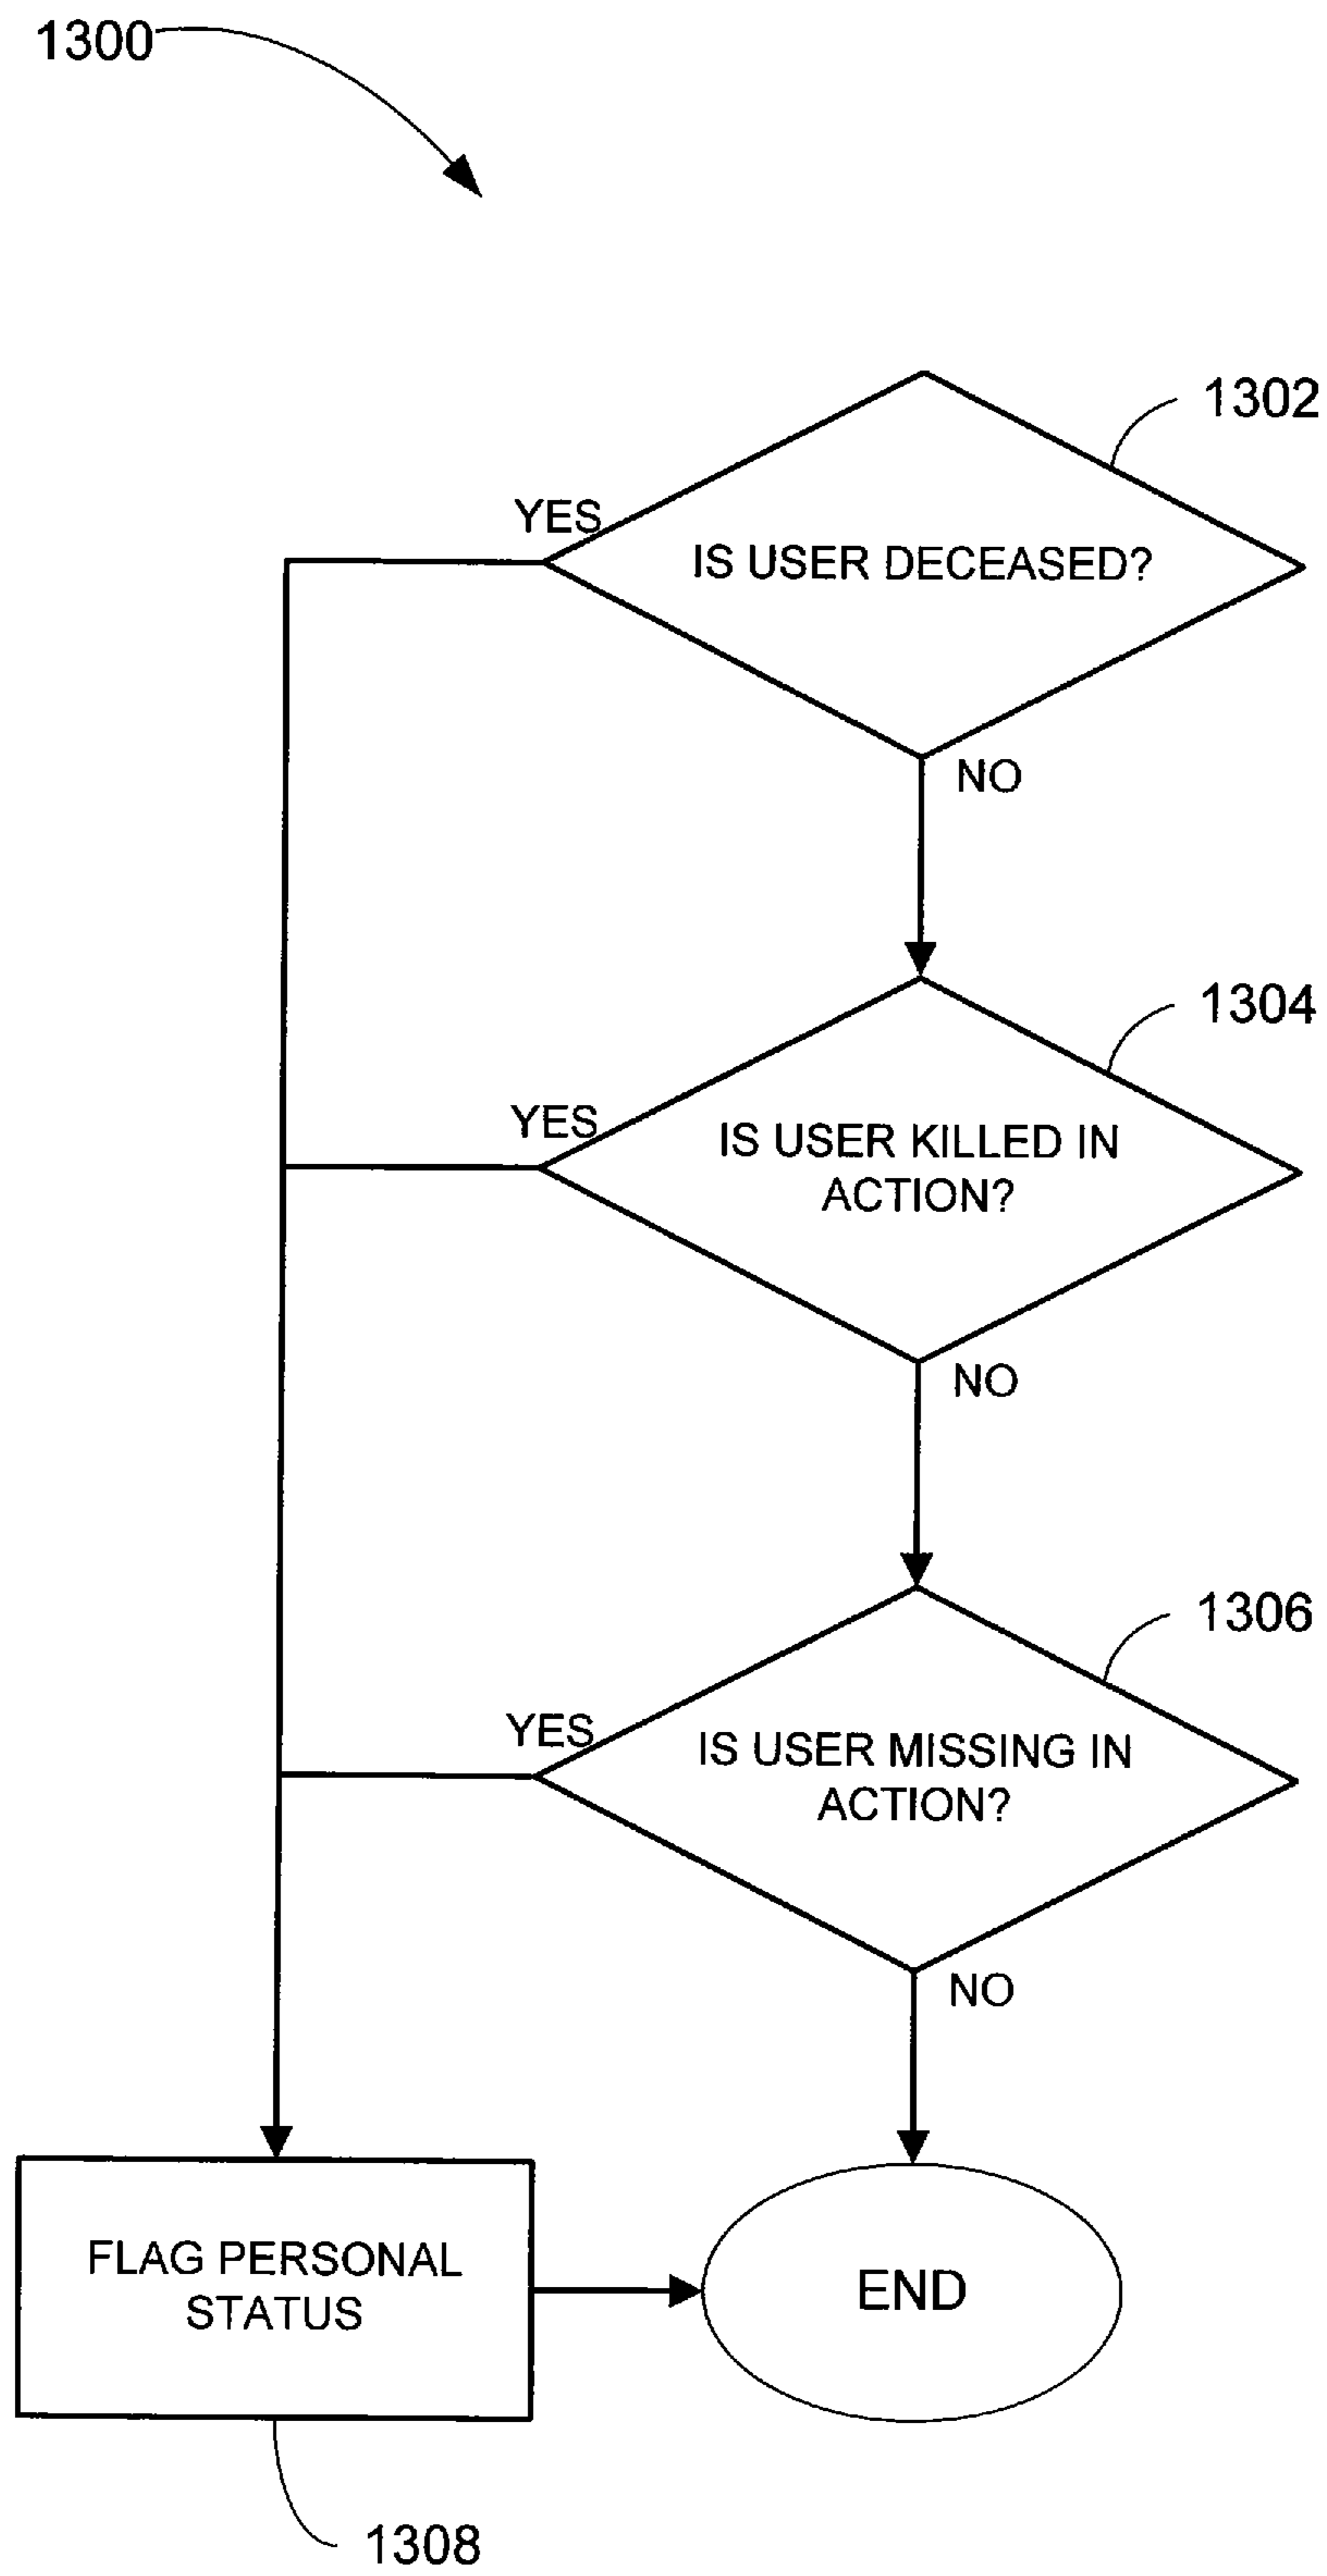 1300
1302
YES
IS USER DECEASED?
NO
1304
YES
IS USER KILLED IN
ACTION?
NO
1306
YES
IS USER MISSING IN
ACTION?
NO
FLAG PERSONAL
STATUS
END
1308